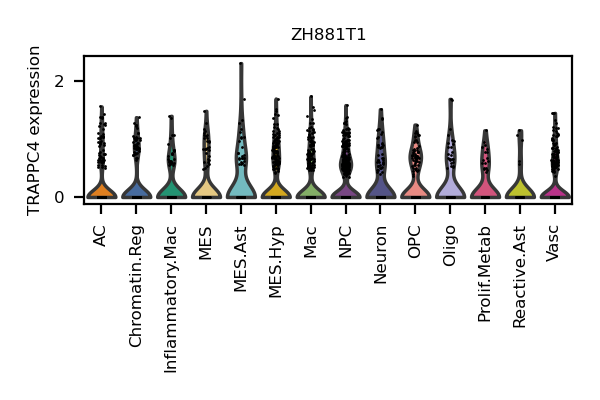 ZH881T1
TRAPPC4 expression
2
0
AC
Chromatin.Reg
Inflammatory.Mac
MES
MES.Ast
MES.Hyp
Mac
NPC
Neuron
OPC
Oligo
Prolif.Metab
Reactive.Ast
Vasc